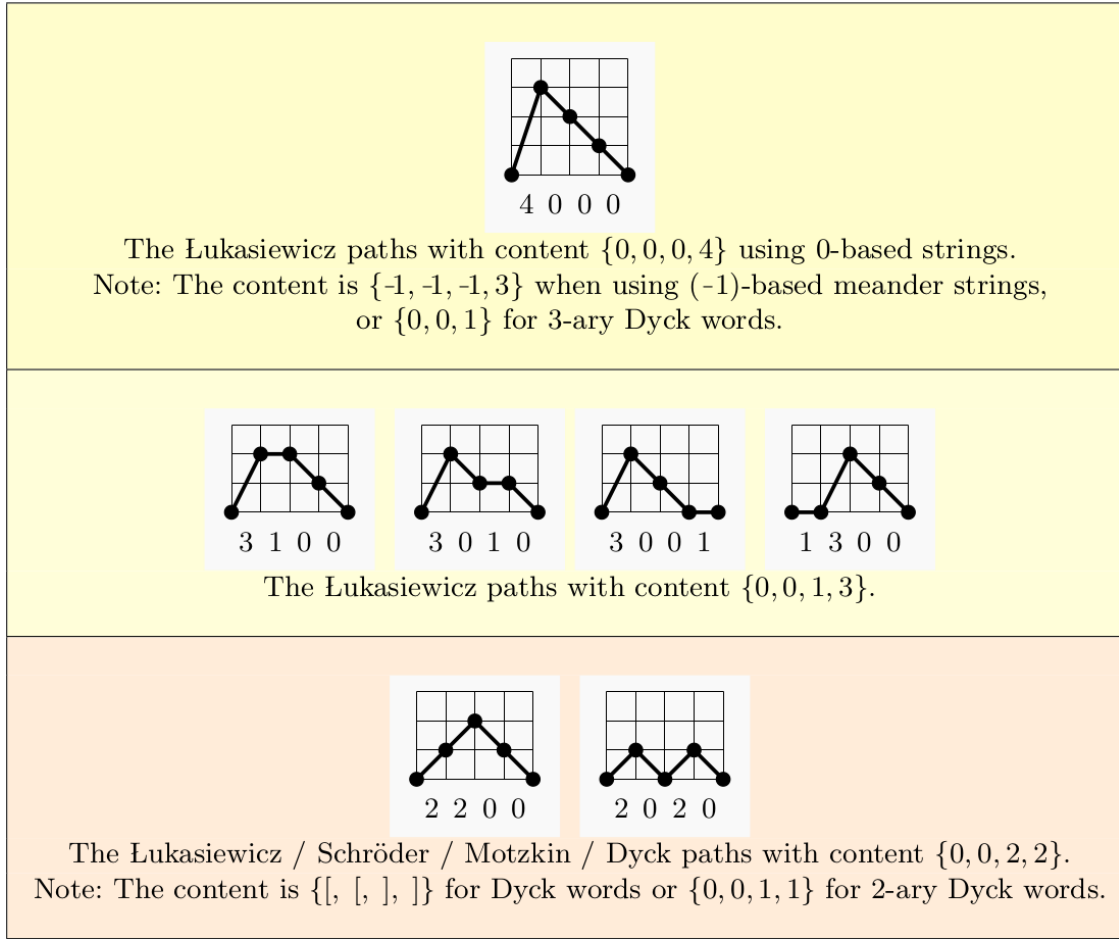 4 0 0 0
The Łukasiewicz paths with content {0, 0, 0, 4} using 0-based strings.
Note: The content is {-1, -1, -1, 3} when using (-1)-based meander strings,
or {0, 0, 1} for 3-ary Dyck words.
3 1 0 0 3 0 1 0 3 0 0 1 1 3 0 0
The Łukasiewicz paths with content {0, 0, 1, 3}.
2 2 0 0 2 0 2 0
The Łukasiewicz / Schröder / Motzkin / Dyck paths with content {0, 0, 2, 2}.
Note: The content is {[, [, ], ]} for Dyck words or {0, 0, 1, 1} for 2-ary Dyck words.